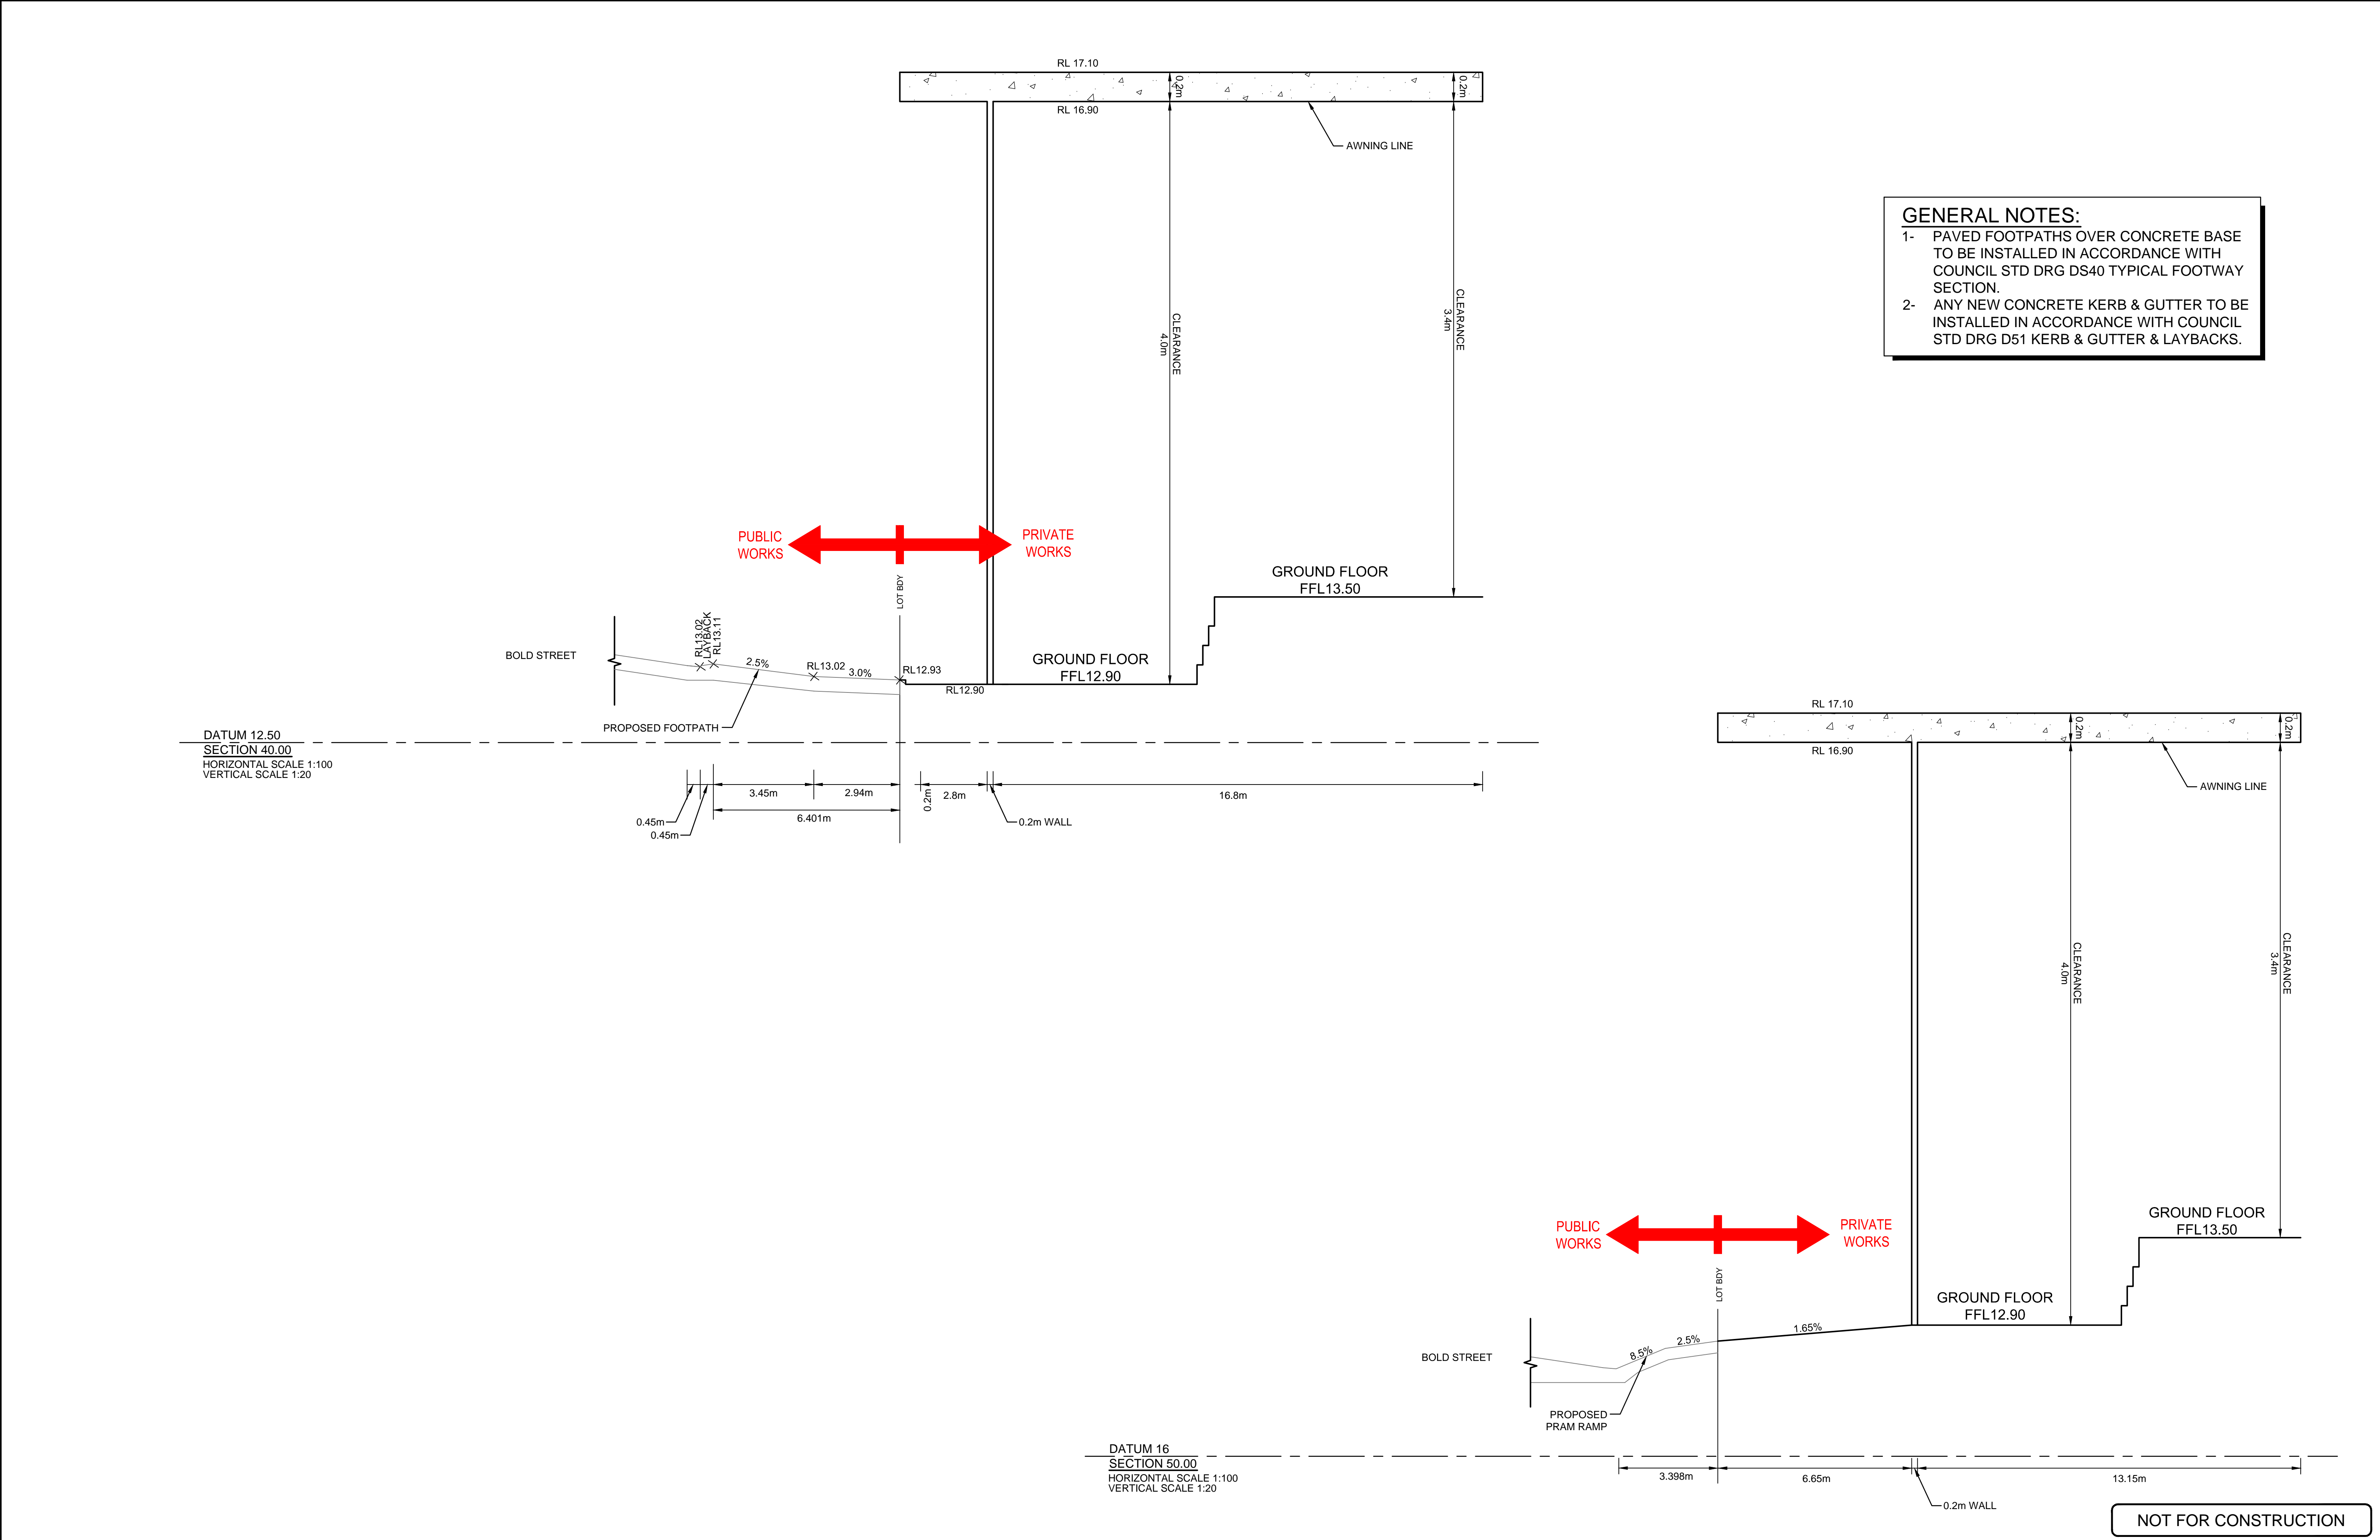 RL 17.10
0.2m
0.2m
RL 16.90
AWNING LINE
GENERAL NOTES:
1- PAVED FOOTPATHS OVER CONCRETE BASE
TO BE INSTALLED IN ACCORDANCE WITH
COUNCIL STD DRG DS40 TYPICAL FOOTWAY
SECTION.
2- ANY NEW CONCRETE KERB & GUTTER TO BE
INSTALLED IN ACCORDANCE WITH COUNCIL
STD DRG D51 KERB & GUTTER & LAYBACKS.
CLEARANCE
4.0m
CLEARANCE
3.4m
PUBLIC
WORKS
PRIVATE
WORKS
LOT BDY
GROUND FLOOR
FFL13.50
BOLD STREET
RL13.02
LAYBACK
RL13.11
2.5%
RL13.02
3.0%
RL12.93
RL12.90
GROUND FLOOR
FFL12.90
PROPOSED FOOTPATH
DATUM 12.50
SECTION 40.00
HORIZONTAL SCALE 1:100
VERTICAL SCALE 1:20
3.45m
2.94m
0.2m
2.8m
16.8m
6.401m
0.45m
0.45m
0.2m WALL
RL 17.10
0.2m
0.2m
RL 16.90
AWNING LINE
CLEARANCE
4.0m
CLEARANCE
3.4m
PUBLIC
WORKS
PRIVATE
WORKS
LOT BDY
GROUND FLOOR
FFL13.50
GROUND FLOOR
FFL12.90
BOLD STREET
8.5%
2.5%
1.65%
PROPOSED
PRAM RAMP
DATUM 16
SECTION 50.00
HORIZONTAL SCALE 1:100
VERTICAL SCALE 1:20
3.398m
6.65m
13.15m
0.2m WALL
NOT FOR CONSTRUCTION